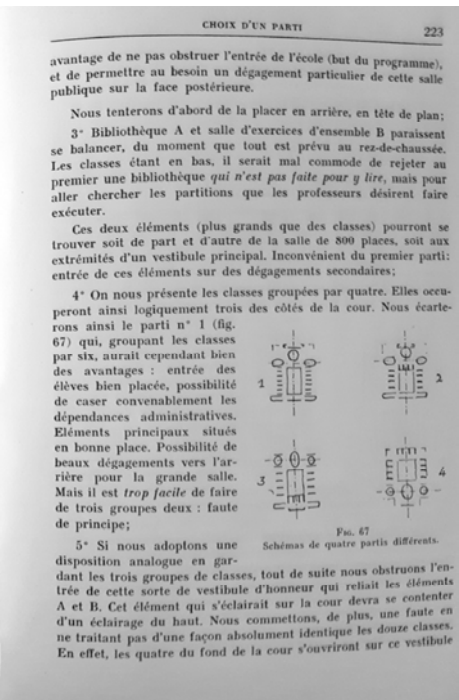 CHOIX D'UN PARTI
223
avantage de ne pas obstruer l'entrée de l'école (but du programme),
et de permettre au besoin un dégagement particulier de cette salle
publique sur la face postérieure.
Nous tenterons d'abord de la placer en arrière, en tête de plan;
3° Bibliothèque A et salle d'exercices d'ensemble B paraissent
se balancer, du moment que tout est prévu au rez-de-chaussée.
Les classes étant en bas, il serait mal commode de rejeter au
premier une bibliothèque qui n'est pas faite pour y lire, mais pour
aller chercher les partitions que les professeurs désirent faire
exécuter.
Ces deux éléments (plus grands que des classes) pourront se
trouver soit de part et d'autre de la salle de 800 places, soit aux
extrémités d'un vestibule principal. Inconvénient du premier parti:
entrée de ces éléments sur des dégagements secondaires;
4° On nous présente les classes groupées par quatre. Elles occu-
peront ainsi logiquement trois des côtés de la cour. Nous écarte-
rons ainsi le parti n° 1 (fig.
67) qui, groupant les classes
par six, aurait cependant bien
des avantages : entrée des
élèves bien placée, possibilité
de caser convenablement les
dépendances administratives.
Eléments principaux situés
en bonne place. Possibilité de
beaux dégagements vers l'ar-
rière pour la grande salle.
Mais il est trop facile de faire
de trois groupes deux : faute
de principe;
1
2
3
4
FIG. 67
Schémas de quatre partis différents.
5° Si nous adoptions une
disposition analogue en gar-
dant les trois groupes de classes, tout de suite nous obstruons l'en-
trée de cette sorte de vestibule d'honneur qui reliait les éléments
A et B. Cet élément qui s'éclairait sur la cour devra se contenter
d'un éclairage du haut. Nous commettons, de plus, une faute en
ne traitant pas d'une façon absolument identique les douze classes.
En effet, les quatre du fond de la cour s'ouvriront sur ce vestibule